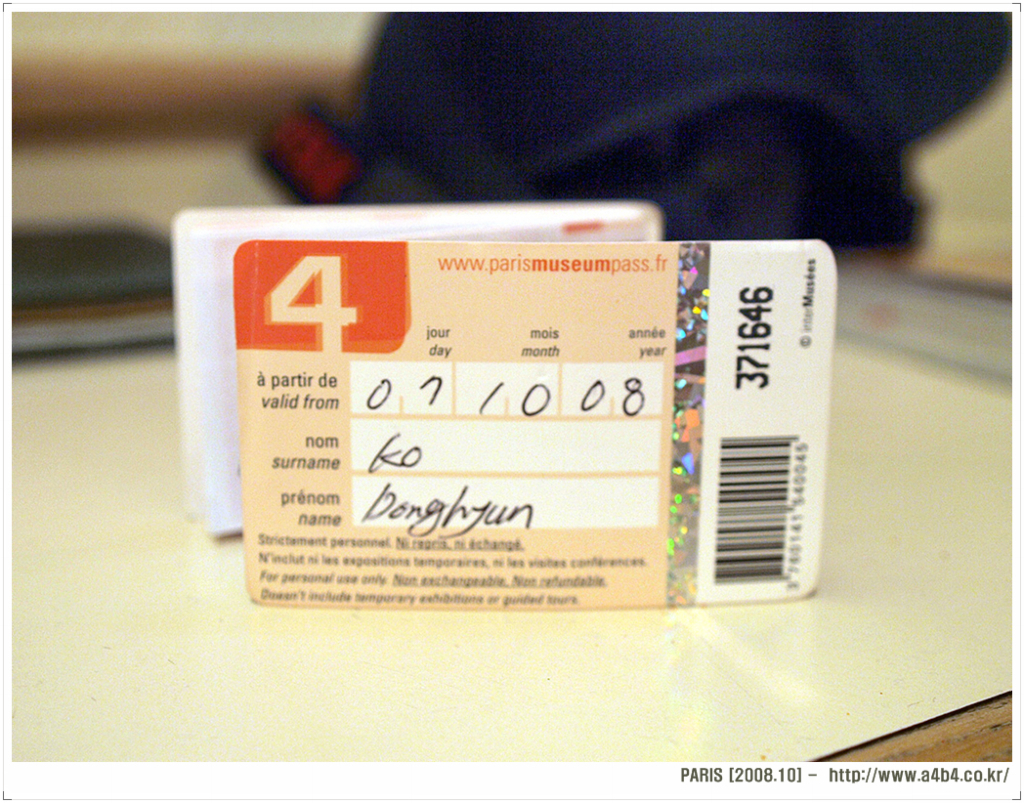 4
www.parismuseumpass.fr
jour mois année
day month year
à partir de
valid from
07 10 08
nom
surname
Ko
prénom
name
Donghyun
Strictement personnel. Ni repris, ni échangé.
N'inclut ni les expositions temporaires, ni les visites conférences.
For personal use only. Non exchangeable. Non refundable.
Doesn't include temporary exhibitions or guided tours.
371646
© interMusées
3760141640045
PARIS [2008.10] - http://www.a4b4.co.kr/